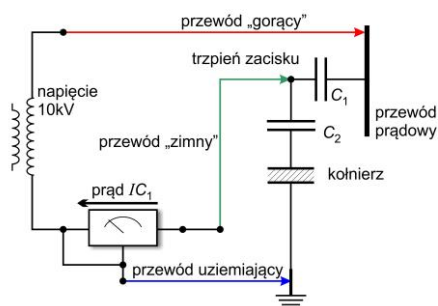 przewód „gorący”
trzpień zacisku
napięcie
10kV
C1
przewód
prądowy
C2
przewód „zimny”
kołnierz
prąd IC1
przewód uziemiający